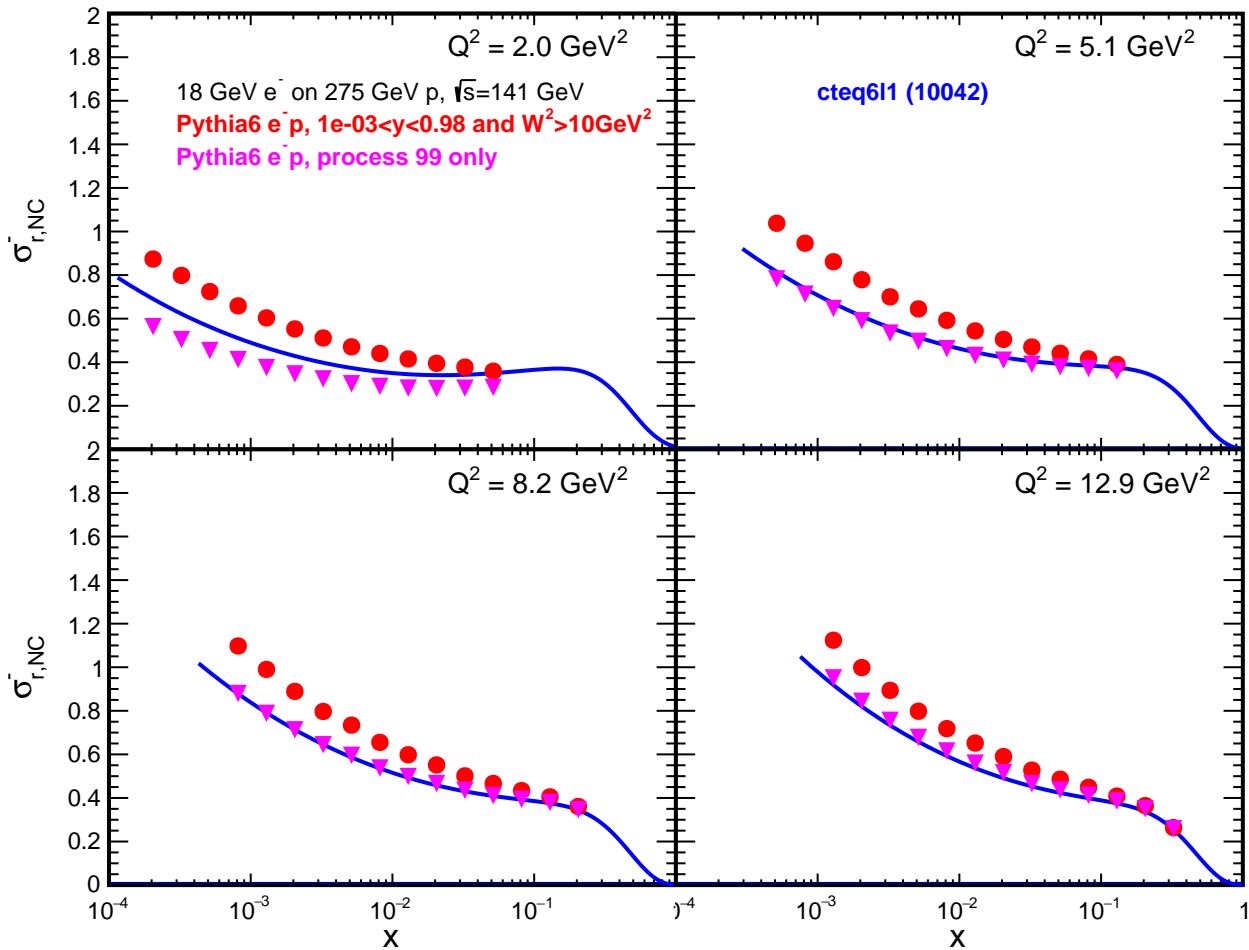 Q² = 2.0 GeV²
18 GeV e⁻ on 275 GeV p, √s=141 GeV
Pythia6 e⁻p, 1e-03<y<0.98 and W²>10GeV²
Pythia6 e⁻p, process 99 only
2
1.8
1.6
1.4
1.2
1
0.8
0.6
0.4
0.2
σ⁻r,NC
Q² = 5.1 GeV²
cteq6l1 (10042)
Q² = 8.2 GeV²
2
2
1.8
1.6
1.4
1.2
1
0.8
0.6
0.4
0.2
0
σ⁻r,NC
10⁻⁴
10⁻³
10⁻²
10⁻¹
x
Q² = 12.9 GeV²
)⁻⁴
10⁻³
10⁻²
10⁻¹
1
x